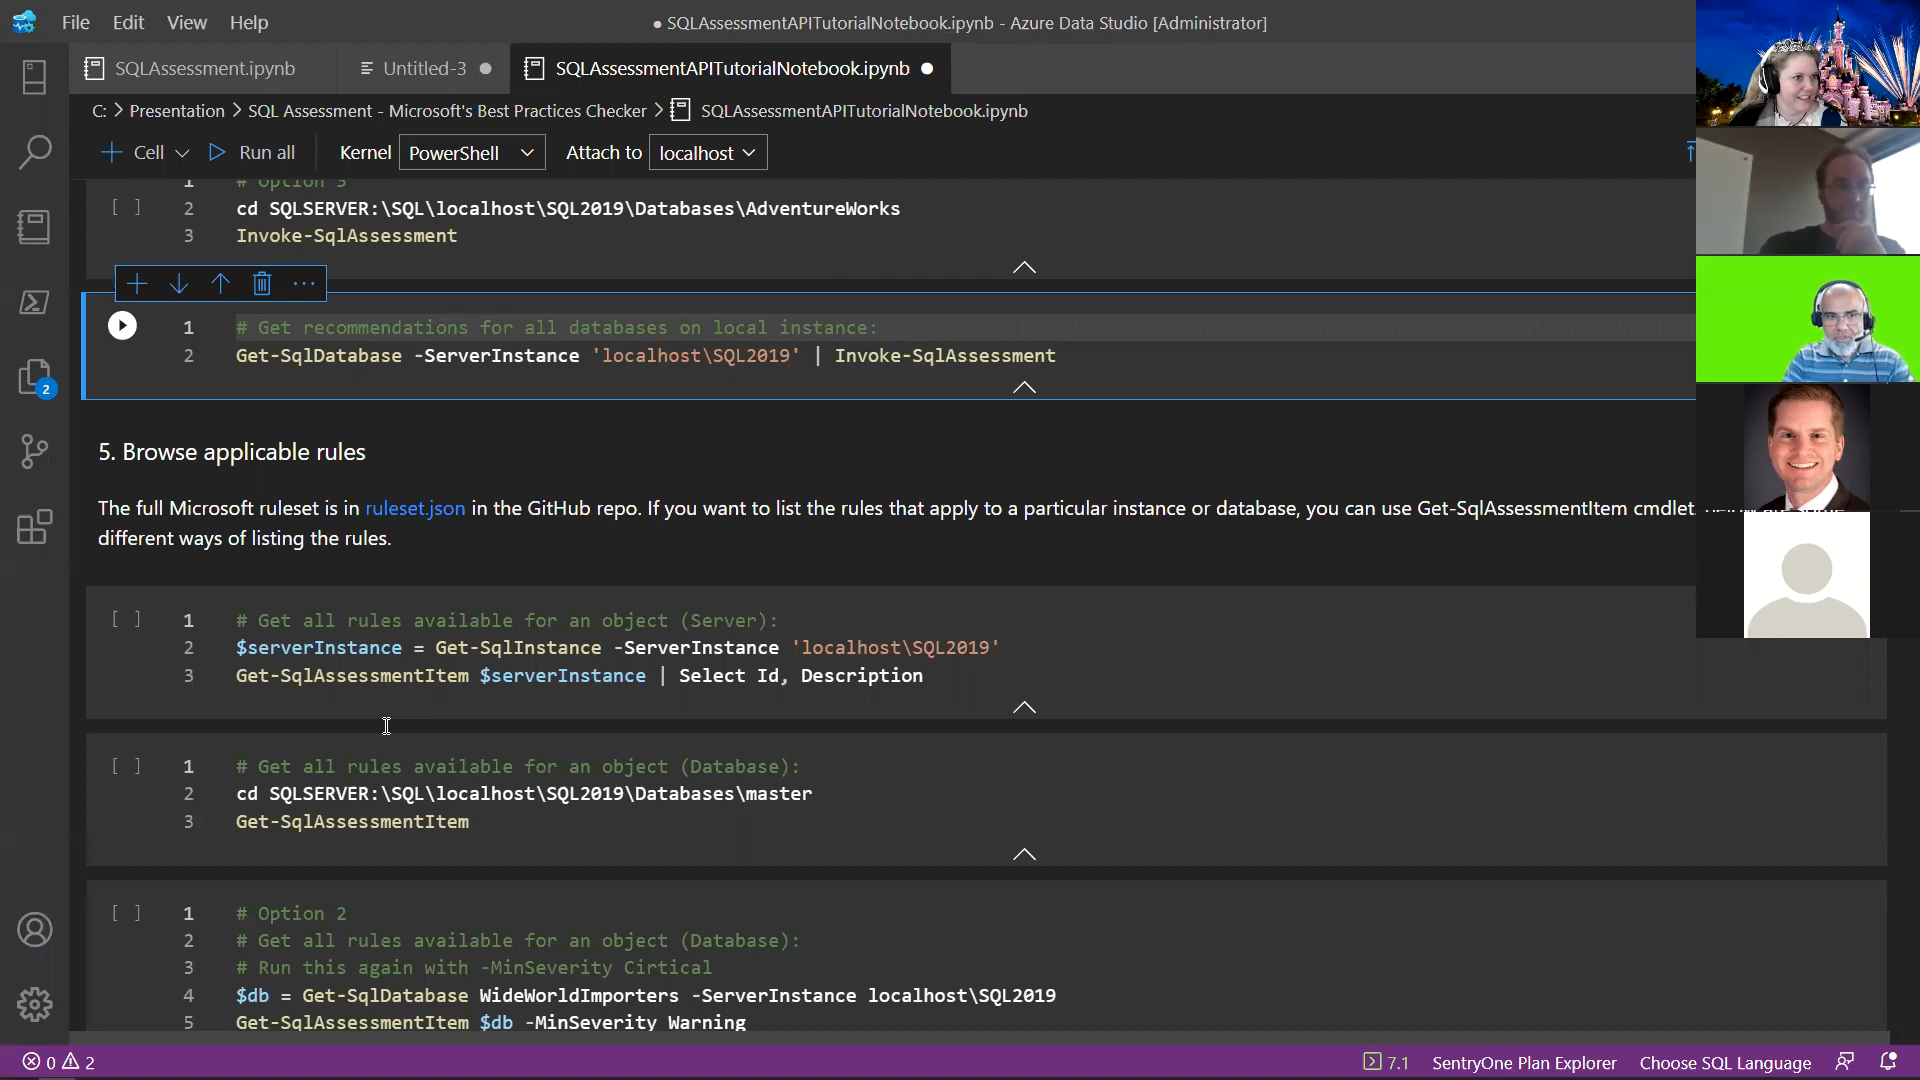 File Edit View Help
● SQLAssessmentAPITutorialNotebook.ipynb - Azure Data Studio [Administrator]
SQLAssessment.ipynb Untitled-3 ● SQLAssessmentAPITutorialNotebook.ipynb ●
C: > Presentation > SQL Assessment - Microsoft's Best Practices Checker > SQLAssessmentAPITutorialNotebook.ipynb
+ Cell Run all Kernel PowerShell Attach to localhost
1 # Option 3
[ ] 2 cd SQLSERVER:\SQL\localhost\SQL2019\Databases\AdventureWorks
3 Invoke-SqlAssessment
1 # Get recommendations for all databases on local instance:
2 Get-SqlDatabase -ServerInstance 'localhost\SQL2019' | Invoke-SqlAssessment
5. Browse applicable rules
The full Microsoft ruleset is in ruleset.json in the GitHub repo. If you want to list the rules that apply to a particular instance or database, you can use Get-SqlAssessmentItem cmdlet.
different ways of listing the rules.
[ ] 1 # Get all rules available for an object (Server):
2 $serverInstance = Get-SqlInstance -ServerInstance 'localhost\SQL2019'
3 Get-SqlAssessmentItem $serverInstance | Select Id, Description
[ ] 1 # Get all rules available for an object (Database):
2 cd SQLSERVER:\SQL\localhost\SQL2019\Databases\master
3 Get-SqlAssessmentItem
[ ] 1 # Option 2
2 # Get all rules available for an object (Database):
3 # Run this again with -MinSeverity Cirtical
4 $db = Get-SqlDatabase WideWorldImporters -ServerInstance localhost\SQL2019
5 Get-SqlAssessmentItem $db -MinSeverity Warning
2
0 2 7.1 SentryOne Plan Explorer Choose SQL Language